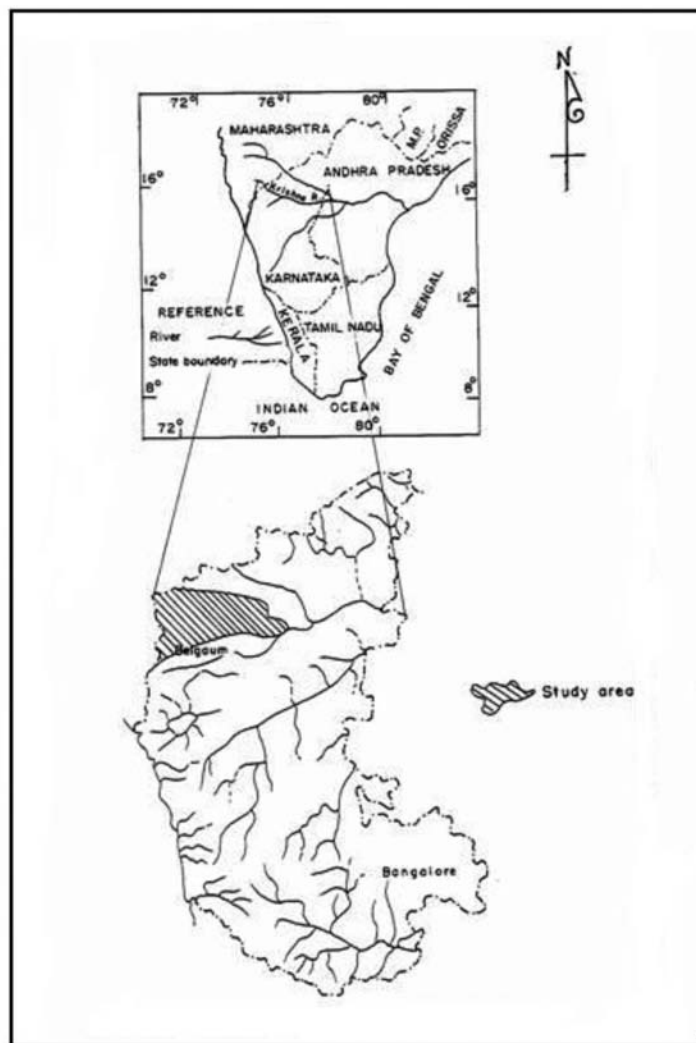 N
72° 76° 80°
MAHARASHTRA
M.P.
ORISSA
ANDHRA PRADESH
16° 16°
Krishna R.
KARNATAKA
12° 12°
REFERENCE
River
State boundary
KERALA
TAMIL NADU
BAY OF BENGAL
8° 8°
INDIAN OCEAN
72° 76° 80°
Belgaum
Study area
Bangalore